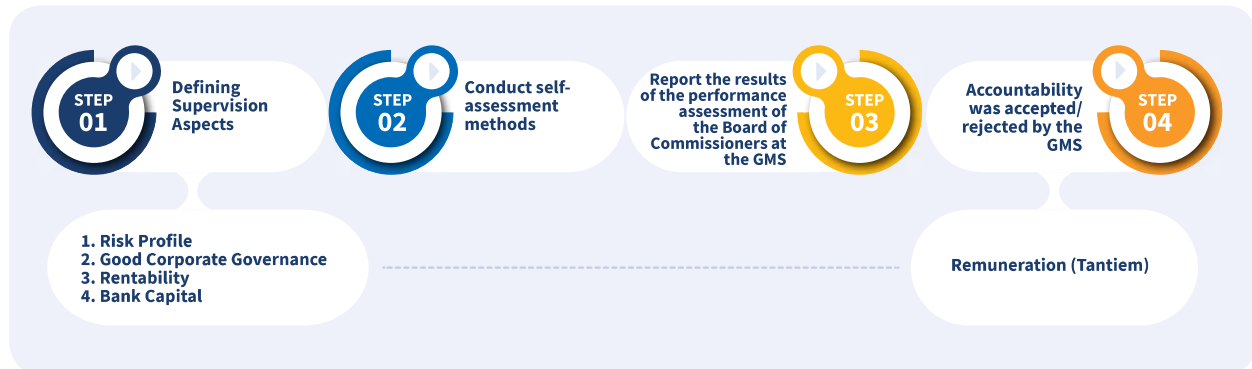 STEP
01
Defining
Supervision
Aspects
STEP
02
Conduct self-
assessment
methods
Report the results
of the performance
assessment of
the Board of
Commissioners at
the GMS
STEP
03
Accountability
was accepted/
rejected by the
GMS
STEP
04
1. Risk Profile
2. Good Corporate Governance
3. Rentability
4. Bank Capital
Remuneration (Tantiem)